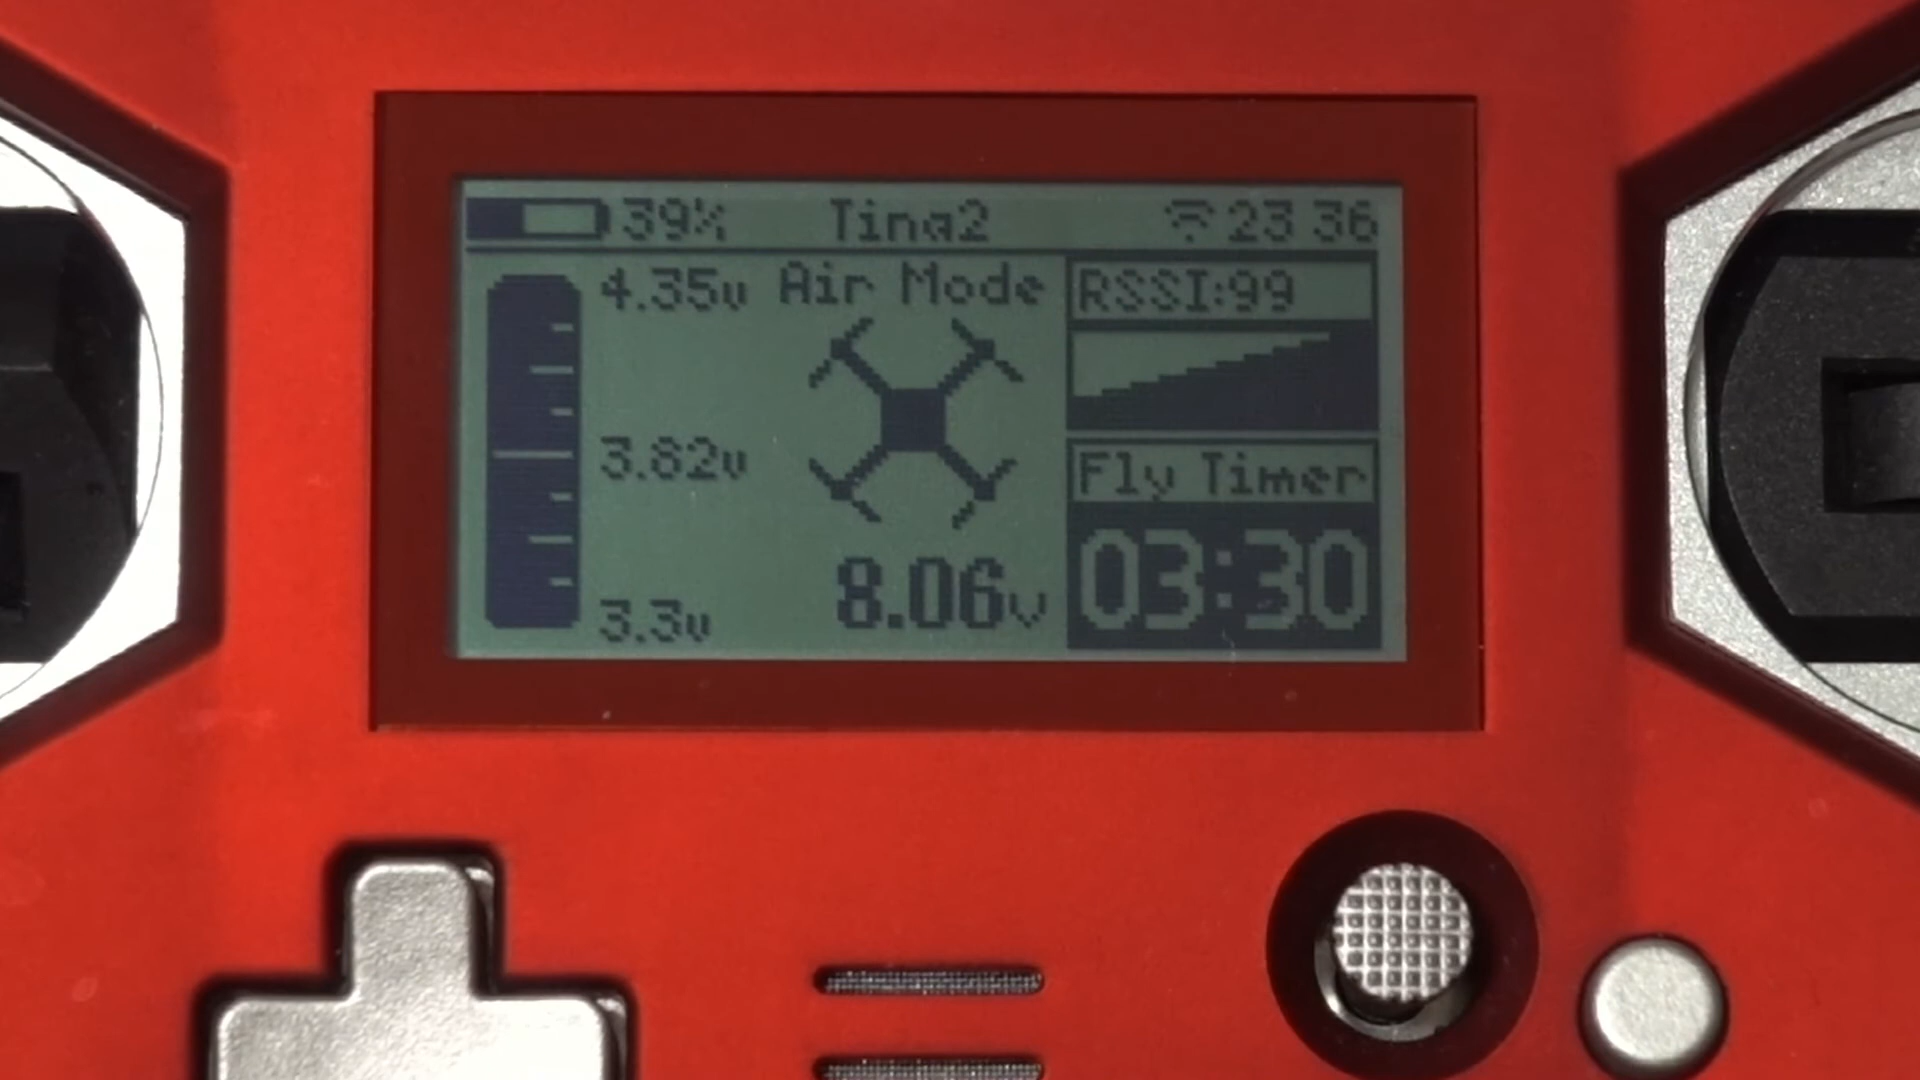 39% Tina2 23 36
4.35v Air Mode RSSI:99
3.82v
Fly Timer
03:30
8.06v
3.3v